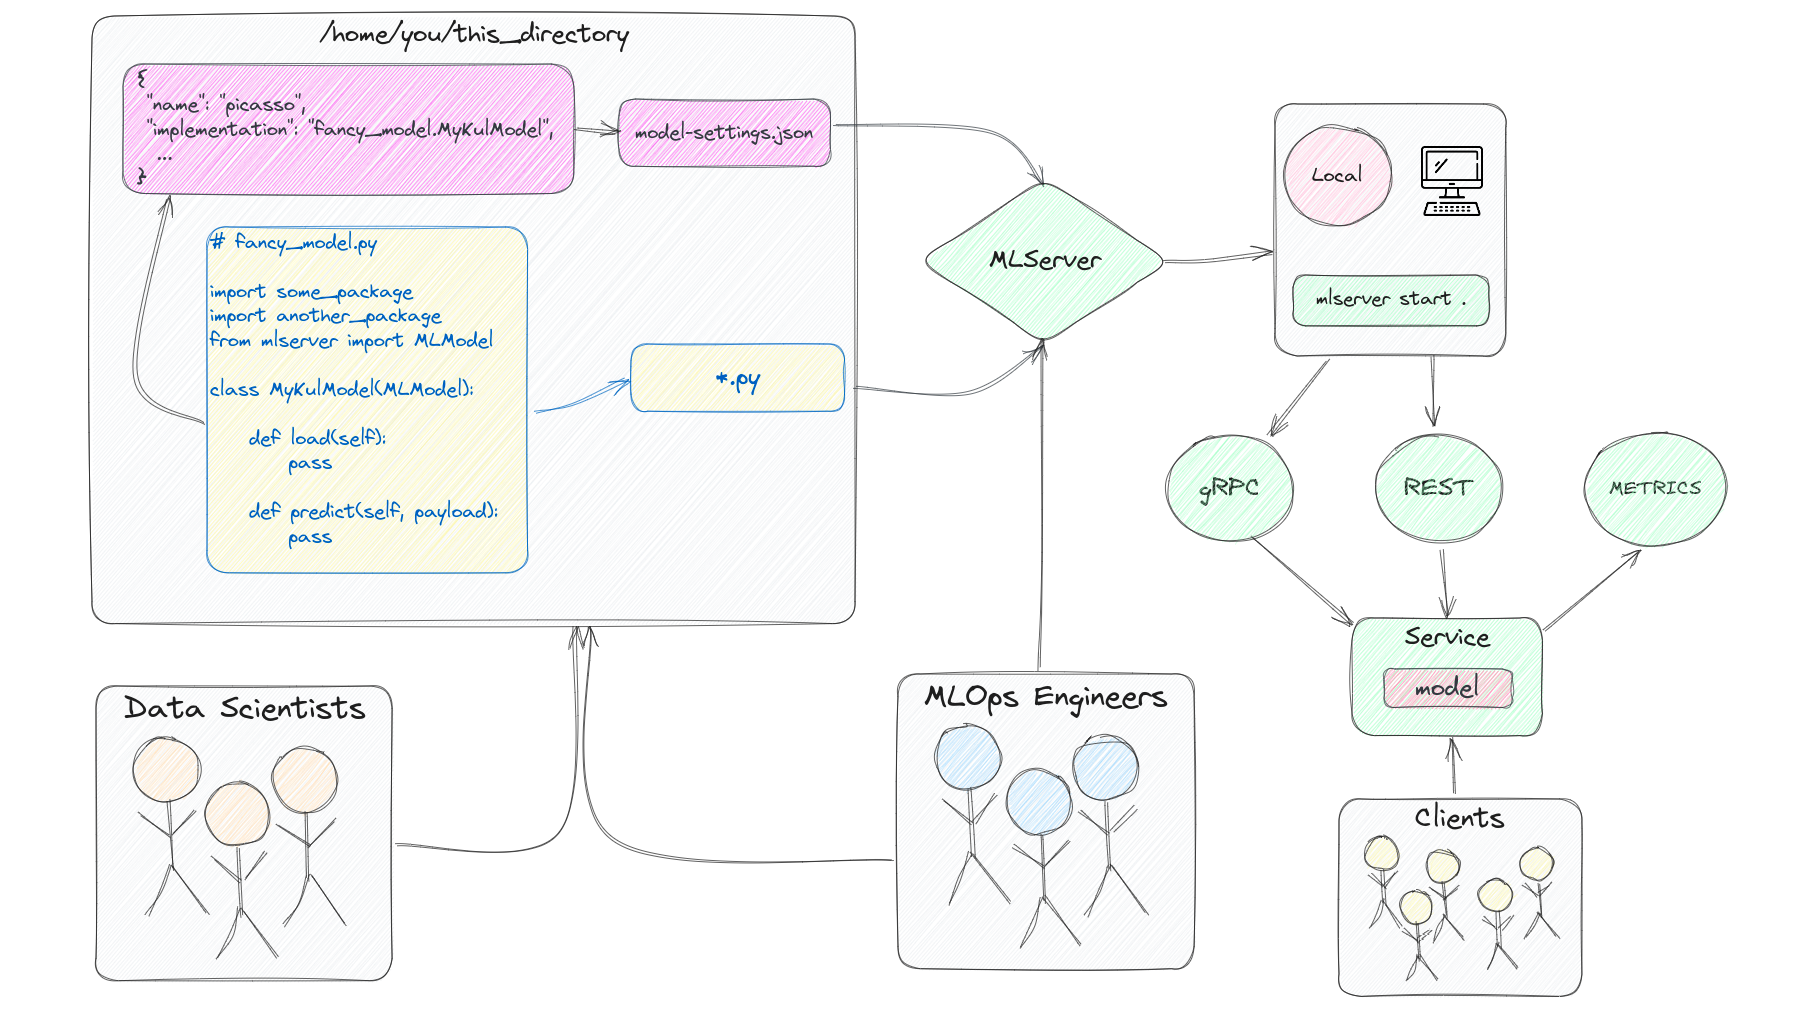 /home/you/this_directory
{
"name": "picasso",
"implementation": "fancy_model.MyKulModel",
...
}
model-settings.json
# fancy_model.py
import some_package
import another_package
from mlserver import MLModel
class MyKulModel(MLModel):
def load(self):
pass
def predict(self, payload):
pass
*.py
MLServer
Local
mlserver start .
gRPC
REST
METRICS
Service
model
Data Scientists
MLOps Engineers
Clients